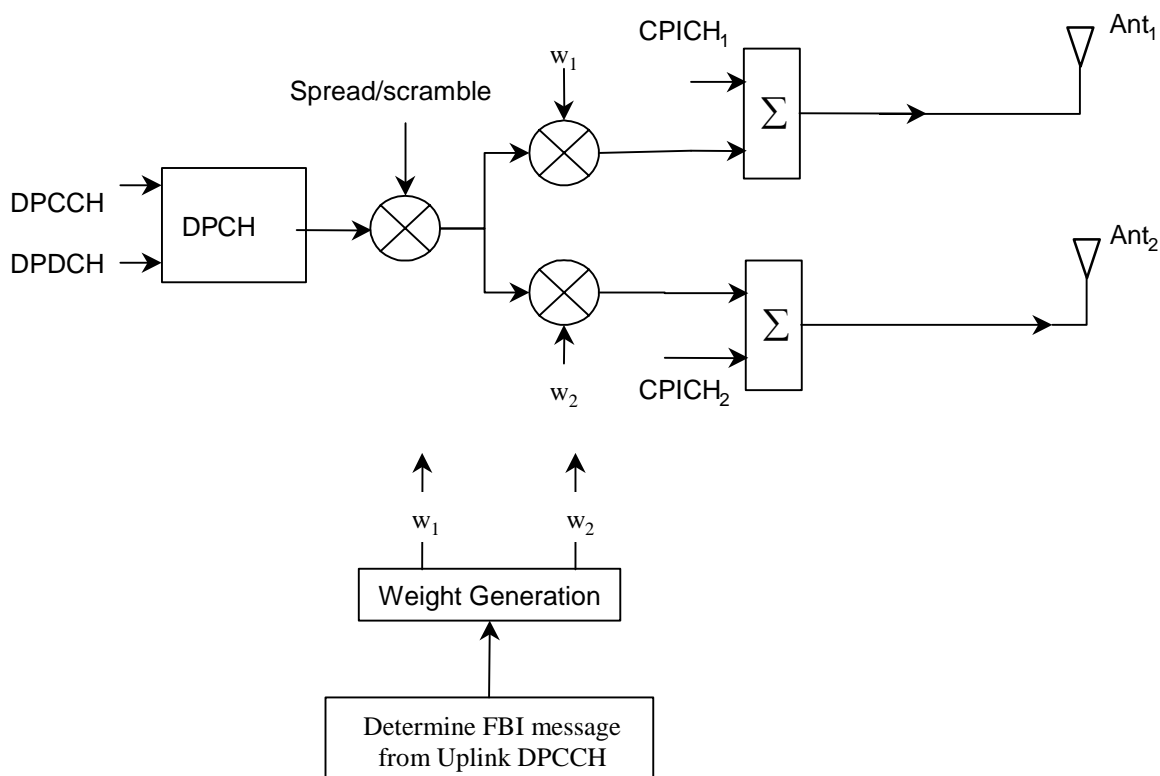 Ant1
CPICH1
w1
Spread/scramble
Σ
DPCCH
DPCH
DPDCH
Ant2
Σ
CPICH2
w2
w1
w2
Weight Generation
Determine FBI message
from Uplink DPCCH